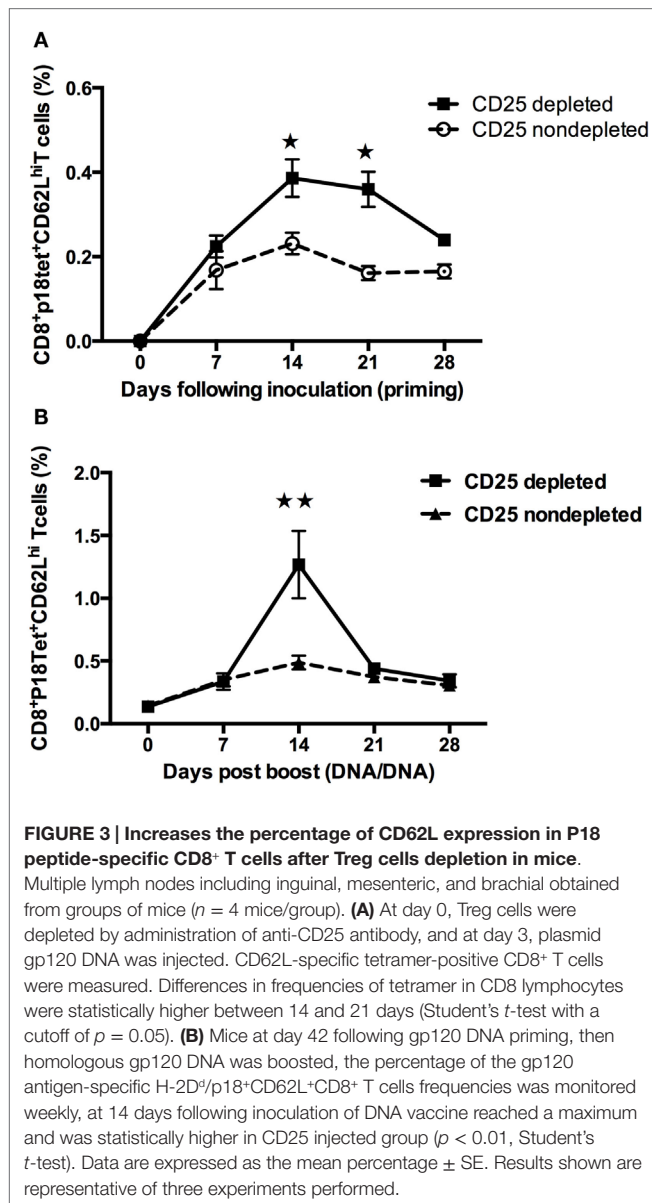 A
CD8⁺p18tet⁺CD62LʰⁱT cells (%)
0.6
0.4
0.2
0.0
CD25 depleted
CD25 nondepleted
0 7 14 21 28
Days following inoculation (priming)
B
CD8⁺P18Tet⁺CD62Lʰⁱ Tcells (%)
2.0
1.5
1.0
0.5
0.0
CD25 depleted
CD25 nondepleted
0 7 14 21 28
Days post boost (DNA/DNA)
FIGURE 3 | Increases the percentage of CD62L expression in P18
peptide-specific CD8⁺ T cells after Treg cells depletion in mice.
Multiple lymph nodes including inguinal, mesenteric, and brachial obtained
from groups of mice (n = 4 mice/group). (A) At day 0, Treg cells were
depleted by administration of anti-CD25 antibody, and at day 3, plasmid
gp120 DNA was injected. CD62L-specific tetramer-positive CD8⁺ T cells
were measured. Differences in frequencies of tetramer in CD8 lymphocytes
were statistically higher between 14 and 21 days (Student's t-test with a
cutoff of p = 0.05). (B) Mice at day 42 following gp120 DNA priming, then
homologous gp120 DNA was boosted, the percentage of the gp120
antigen-specific H-2Dᵈ/p18⁺CD62L⁺CD8⁺ T cells frequencies was monitored
weekly, at 14 days following inoculation of DNA vaccine reached a maximum
and was statistically higher in CD25 injected group (p < 0.01, Student's
t-test). Data are expressed as the mean percentage ± SE. Results shown are
representative of three experiments performed.